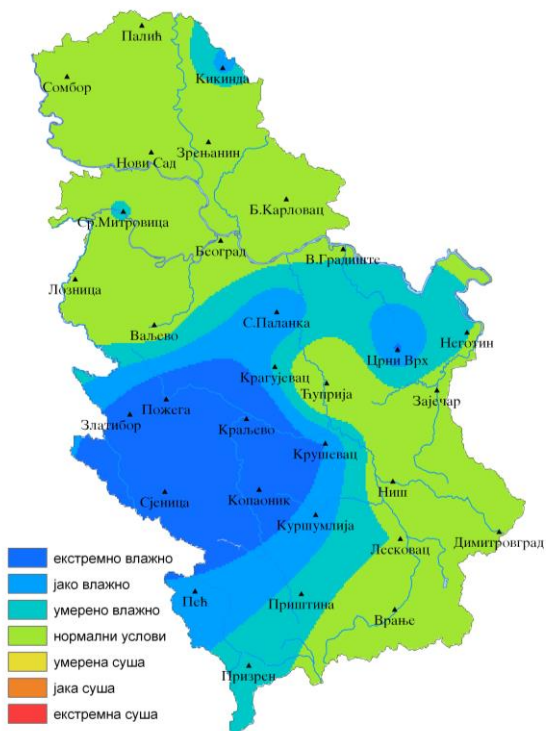 Палић
Кикинда
Сомбор
Зрењанин
Нови Сад
Б.Карловац
Ср.Митровица
Београд
В.Градиште
Лозница
С.Паланка
Ваљево
Неготин
Црни Врх
Крагујевац
Ћуприја
Зајечар
Пожега
Златибор
Краљево
Крушевац
Ниш
Сјеница
Копаоник
Куршумлија
Димитровград
Лесковац
Пећ
Приштина
Врање
Призрен
екстремно влажно
јако влажно
умерено влажно
нормални услови
умерена суша
јака суша
екстремна суша